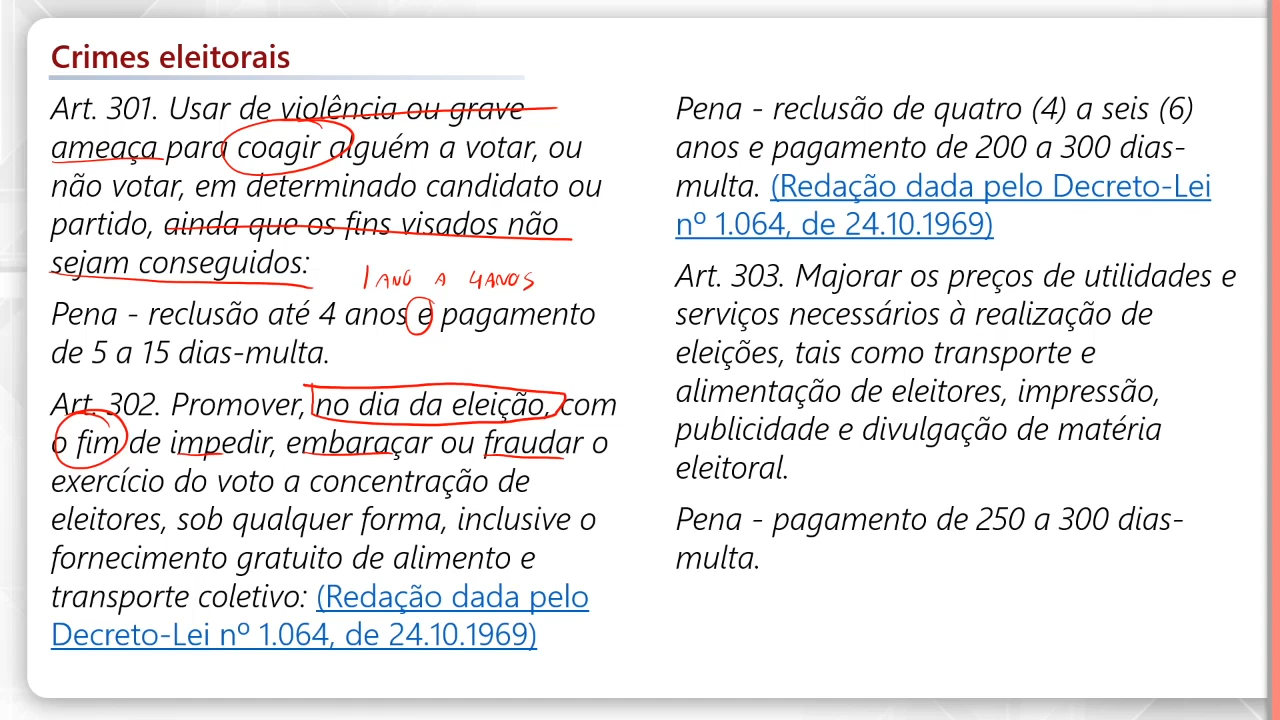 Crimes eleitorais
Art. 301. Usar de violência ou grave
ameaça para coagir alguém a votar, ou
não votar, em determinado candidato ou
partido, ainda que os fins visados não
sejam conseguidos:
1 ANO A 4 ANOS
Pena - reclusão até 4 anos e pagamento
de 5 a 15 dias-multa.
Art. 302. Promover, no dia da eleição, com
o fim de impedir, embaraçar ou fraudar o
exercício do voto a concentração de
eleitores, sob qualquer forma, inclusive o
fornecimento gratuito de alimento e
transporte coletivo: (Redação dada pelo
Decreto-Lei nº 1.064, de 24.10.1969)
Pena - reclusão de quatro (4) a seis (6)
anos e pagamento de 200 a 300 dias-
multa. (Redação dada pelo Decreto-Lei
nº 1.064, de 24.10.1969)
Art. 303. Majorar os preços de utilidades e
serviços necessários à realização de
eleições, tais como transporte e
alimentação de eleitores, impressão,
publicidade e divulgação de matéria
eleitoral.
Pena - pagamento de 250 a 300 dias-
multa.